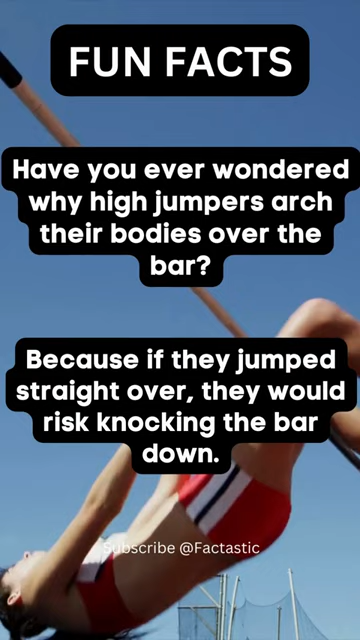 FUN FACTS
Have you ever wondered
why high jumpers arch
their bodies over the
bar?
Because if they jumped
straight over, they would
risk knocking the bar
down.
Subscribe @Factastic